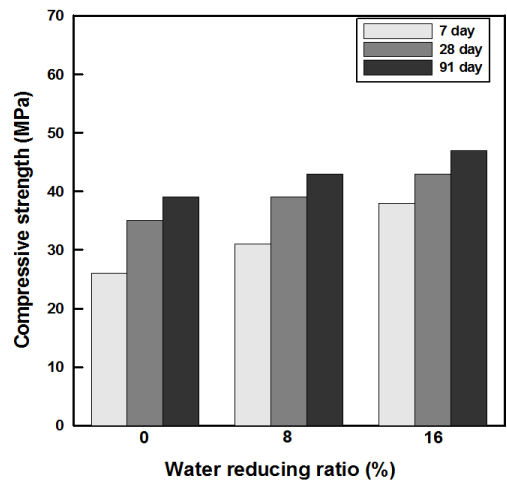 70
60
50
40
30
20
10
0
Compressive strength (MPa)
7 day
28 day
91 day
0 8 16
Water reducing ratio (%)